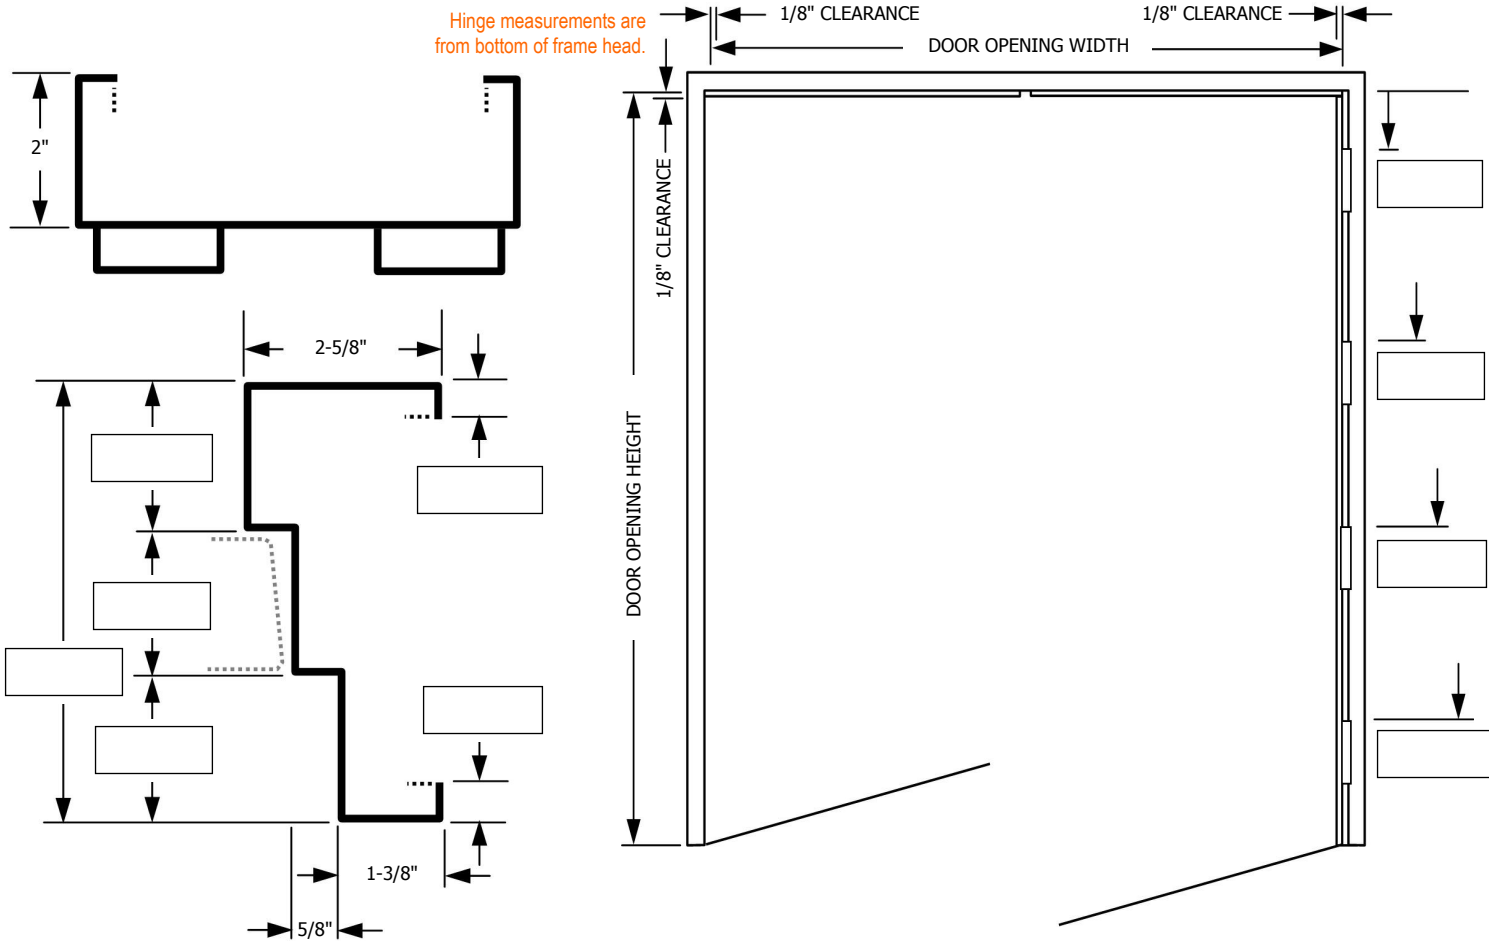 Hinge measurements are
from bottom of frame head.
1/8" CLEARANCE
1/8" CLEARANCE
DOOR OPENING WIDTH
2"
1/8" CLEARANCE
2-5/8"
DOOR OPENING HEIGHT
1-3/8"
5/8"